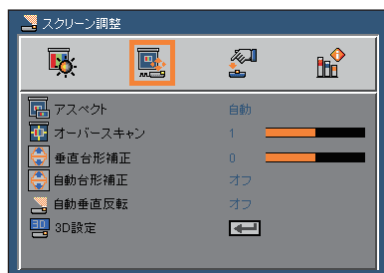 スクリーン調整
アスペクト 自動
オーバースキャン 1
垂直台形補正 0
自動台形補正 オフ
自動垂直反転 オフ
3D 3D設定